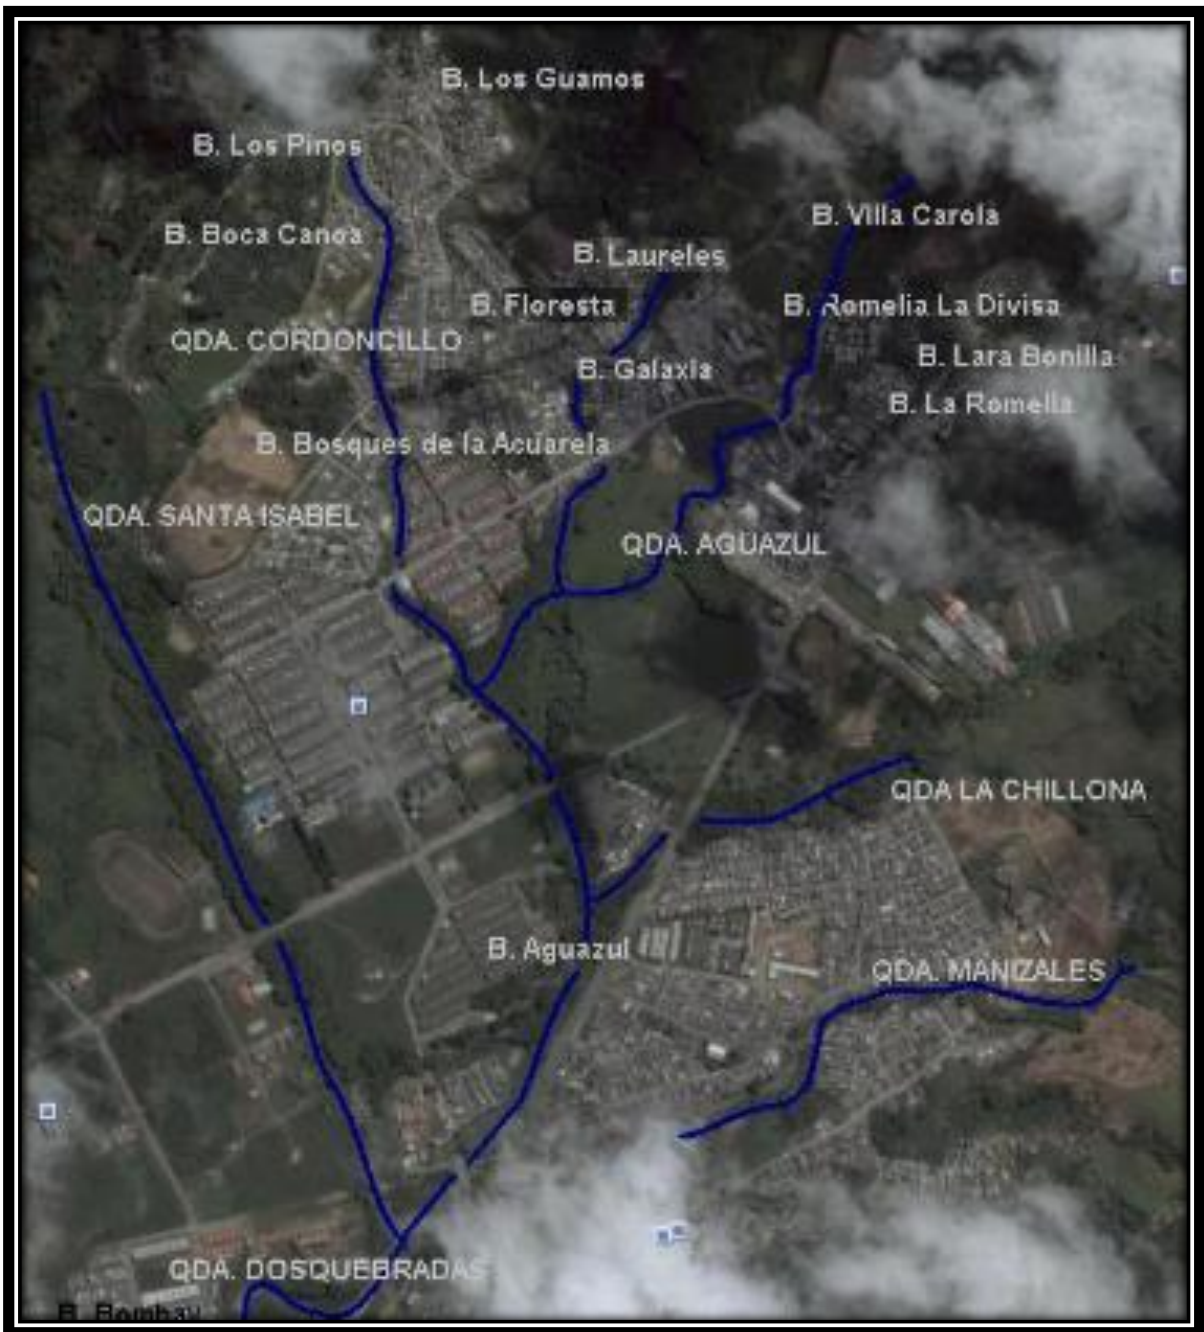 B. Los Guamos
B. Los Pinos
B. Villa Carola
B. Boca Canoa
B. Laureles
B. Floresta
B. Romelia La Divisa
QDA. CORDONCILLO
B. Lara Bonilla
B. Galaxia
B. La Romelia
B. Bosques de la Acuarela
QDA. SANTA ISABEL
QDA. AGUAZUL
QDA LA CHILLONA
B. Aguazul
QDA. MANIZALES
QDA. DOSQUEBRADAS
B. Bombay